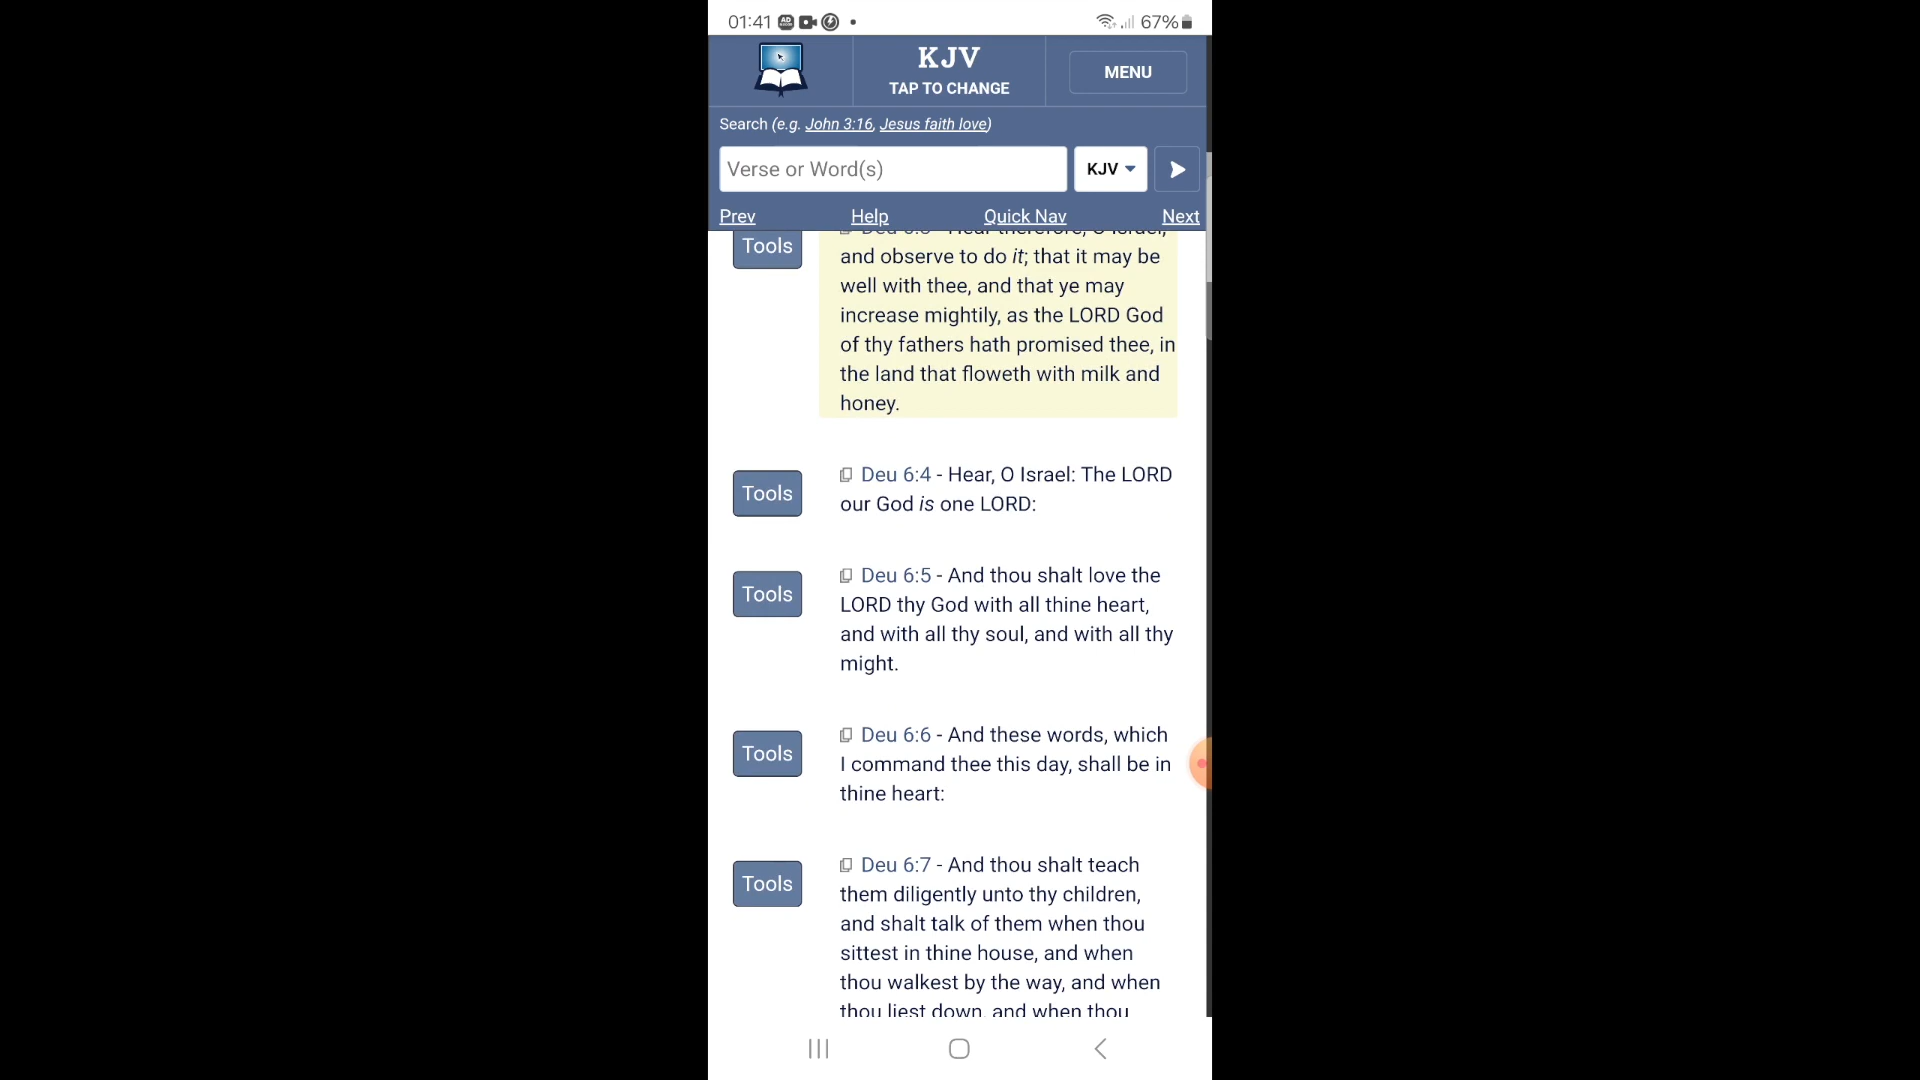 01:41
67%
KJV
TAP TO CHANGE
MENU
Search (e.g. John 3:16, Jesus faith love)
Verse or Word(s)
KJV
Prev Help Quick Nav Next
Tools
and observe to do it; that it may be
well with thee, and that ye may
increase mightily, as the LORD God
of thy fathers hath promised thee, in
the land that floweth with milk and
honey.
Tools
Deu 6:4 - Hear, O Israel: The LORD
our God is one LORD:
Tools
Deu 6:5 - And thou shalt love the
LORD thy God with all thine heart,
and with all thy soul, and with all thy
might.
Tools
Deu 6:6 - And these words, which
I command thee this day, shall be in
thine heart:
Tools
Deu 6:7 - And thou shalt teach
them diligently unto thy children,
and shalt talk of them when thou
sittest in thine house, and when
thou walkest by the way, and when
thou liest down, and when thou